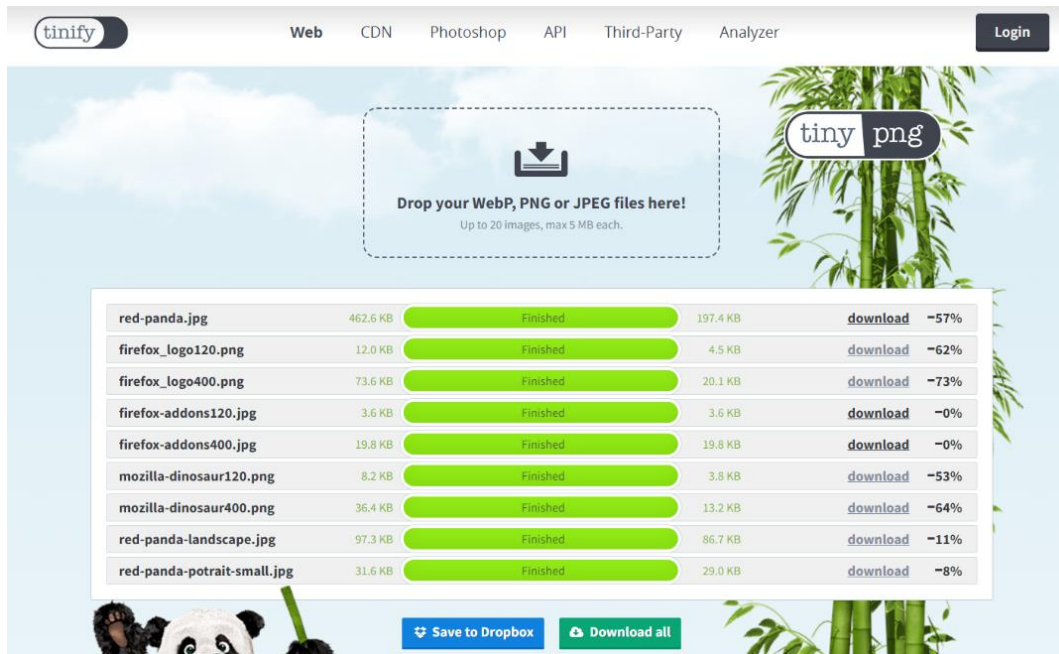 tinify Web CDN Photoshop API Third-Party Analyzer Login
tiny png
Drop your WebP, PNG or JPEG files here!
Up to 20 images, max 5 MB each.
red-panda.jpg 462.6 KB Finished 197.4 KB download -57%
firefox_logo120.png 12.0 KB Finished 4.5 KB download -62%
firefox_logo400.png 73.6 KB Finished 20.1 KB download -73%
firefox-addons120.jpg 3.6 KB Finished 3.6 KB download -0%
firefox-addons400.jpg 19.8 KB Finished 19.8 KB download -0%
mozilla-dinosaur120.png 8.2 KB Finished 3.8 KB download -53%
mozilla-dinosaur400.png 36.4 KB Finished 13.2 KB download -64%
red-panda-landscape.jpg 97.3 KB Finished 86.7 KB download -11%
red-panda-potrait-small.jpg 31.6 KB Finished 29.0 KB download -8%
Save to Dropbox Download all